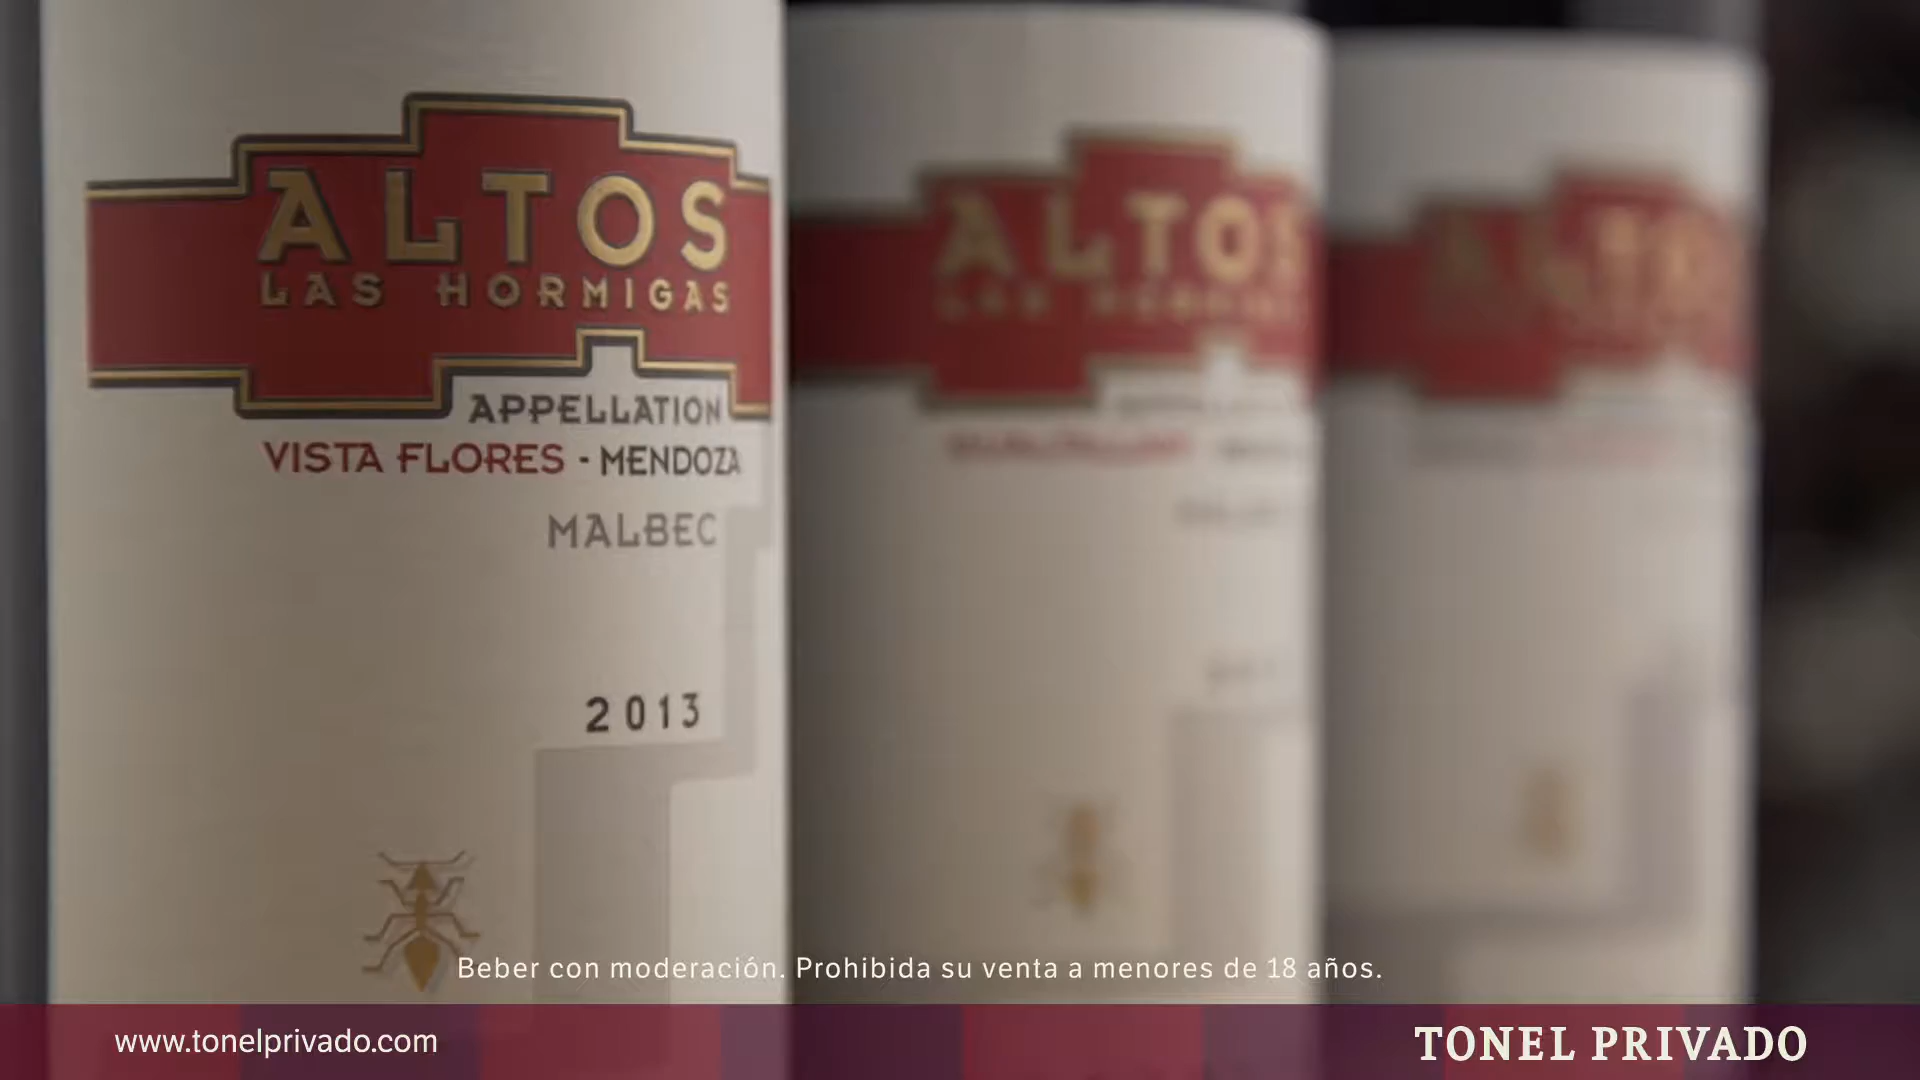 ALTOS
LAS HORMIGAS
APPELLATION
VISTA FLORES - MENDOZA
MALBEC
2013
ALTOS
Beber con moderación. Prohibida su venta a menores de 18 años.
www.tonelprivado.com
TONEL PRIVADO